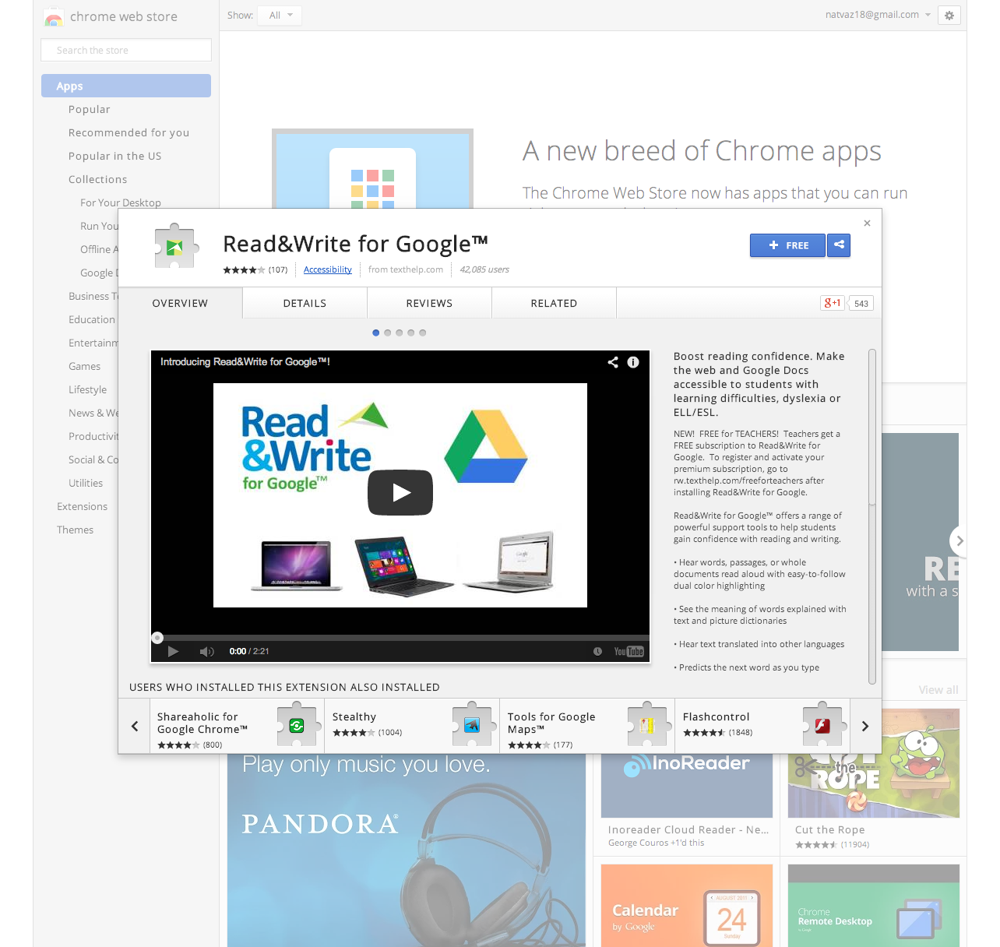 chrome web store
Show:
All
natvaz18@gmail.com
Search the store
Apps
Popular
Recommended for you
Popular in the US
Collections
For Your Desktop
Run You
Offline A
Google D
Business To
Education
Entertainm
Games
Lifestyle
News & We
Productivit
Social & Co
Utilities
Extensions
Themes
A new breed of Chrome apps
The Chrome Web Store now has apps that you can run
Read&Write for Google™
(107)
Accessibility
from texthelp.com
42,085 users
FREE
OVERVIEW
DETAILS
REVIEWS
RELATED
g+1
543
Introducing Read&Write for Google™!
Read
&Write
for Google™
0:00 / 2:21
YouTube
Boost reading confidence. Make
the web and Google Docs
accessible to students with
learning difficulties, dyslexia or
ELL/ESL.
NEW!  FREE for TEACHERS!  Teachers get a
FREE subscription to Read&Write for
Google.  To register and activate your
premium subscription, go to
rw.texthelp.com/freeforteachers after
installing Read&Write for Google.
Read&Write for Google™ offers a range of
powerful support tools to help students
gain confidence with reading and writing.
• Hear words, passages, or whole
documents read aloud with easy-to-follow
dual color highlighting
• See the meaning of words explained with
text and picture dictionaries
• Hear text translated into other languages
• Predicts the next word as you type
RE
with a s
View all
USERS WHO INSTALLED THIS EXTENSION ALSO INSTALLED
Shareaholic for
Google Chrome™
(800)
Stealthy
(1004)
Tools for Google
Maps™
(177)
Flashcontrol
(1848)
Play only music you love.
PANDORA®
InoReader
Inoreader Cloud Reader - Ne...
George Couros +1'd this
CUT
the
ROPE
Cut the Rope
(11904)
Calendar
by Google
AUGUST 2011
24
Sunday
Chrome
Remote Desktop
by Google